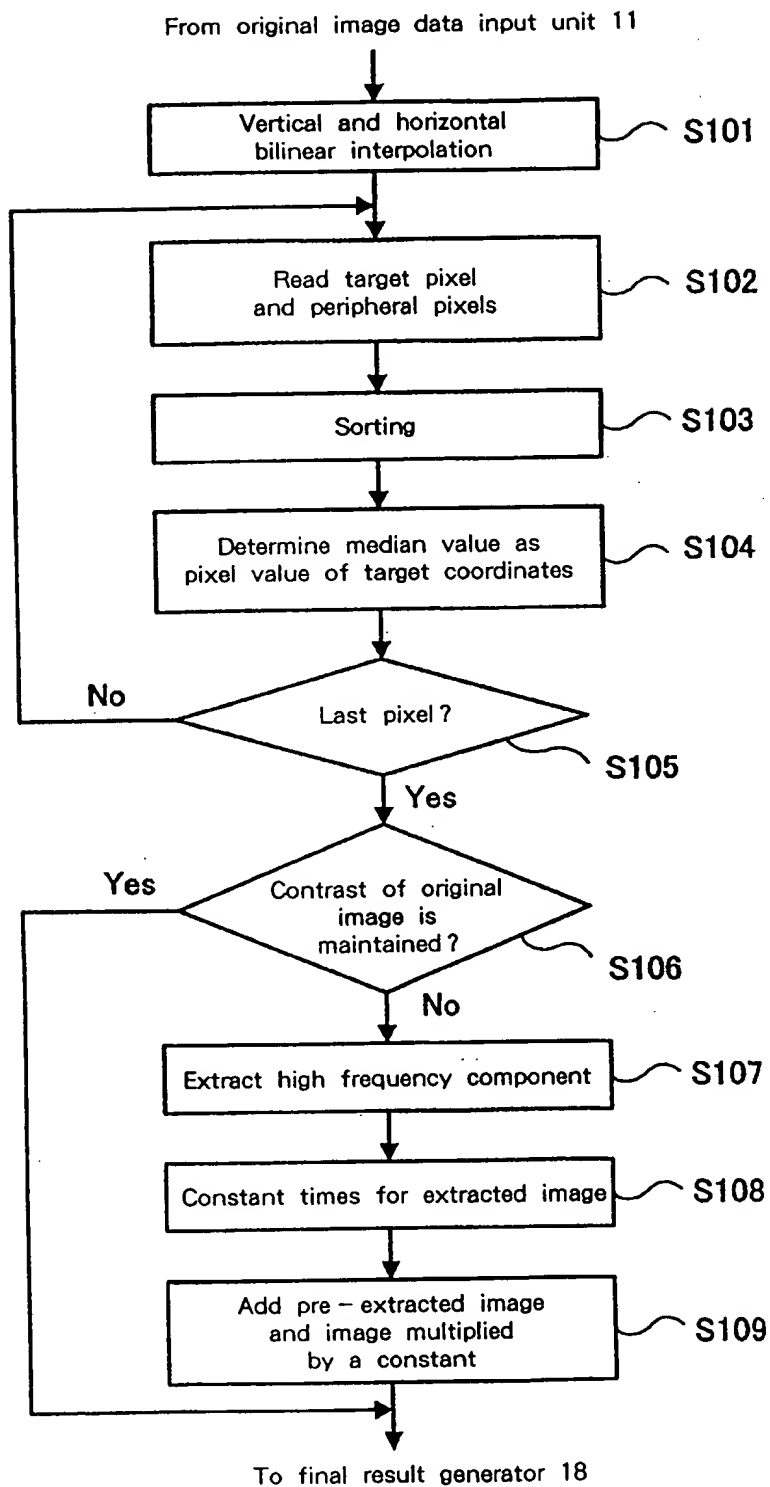 From original image data input unit 11
Vertical and horizontal
bilinear interpolation
S101
Read target pixel
and peripheral pixels
S102
Sorting
S103
Determine median value as
pixel value of target coordinates
S104
Last pixel?
S105
No
Yes
Contrast of original
image is
maintained?
S106
Yes
No
Extract high frequency component
S107
Constant times for extracted image
S108
Add pre-extracted image
and image multiplied
by a constant
S109
To final result generator 18